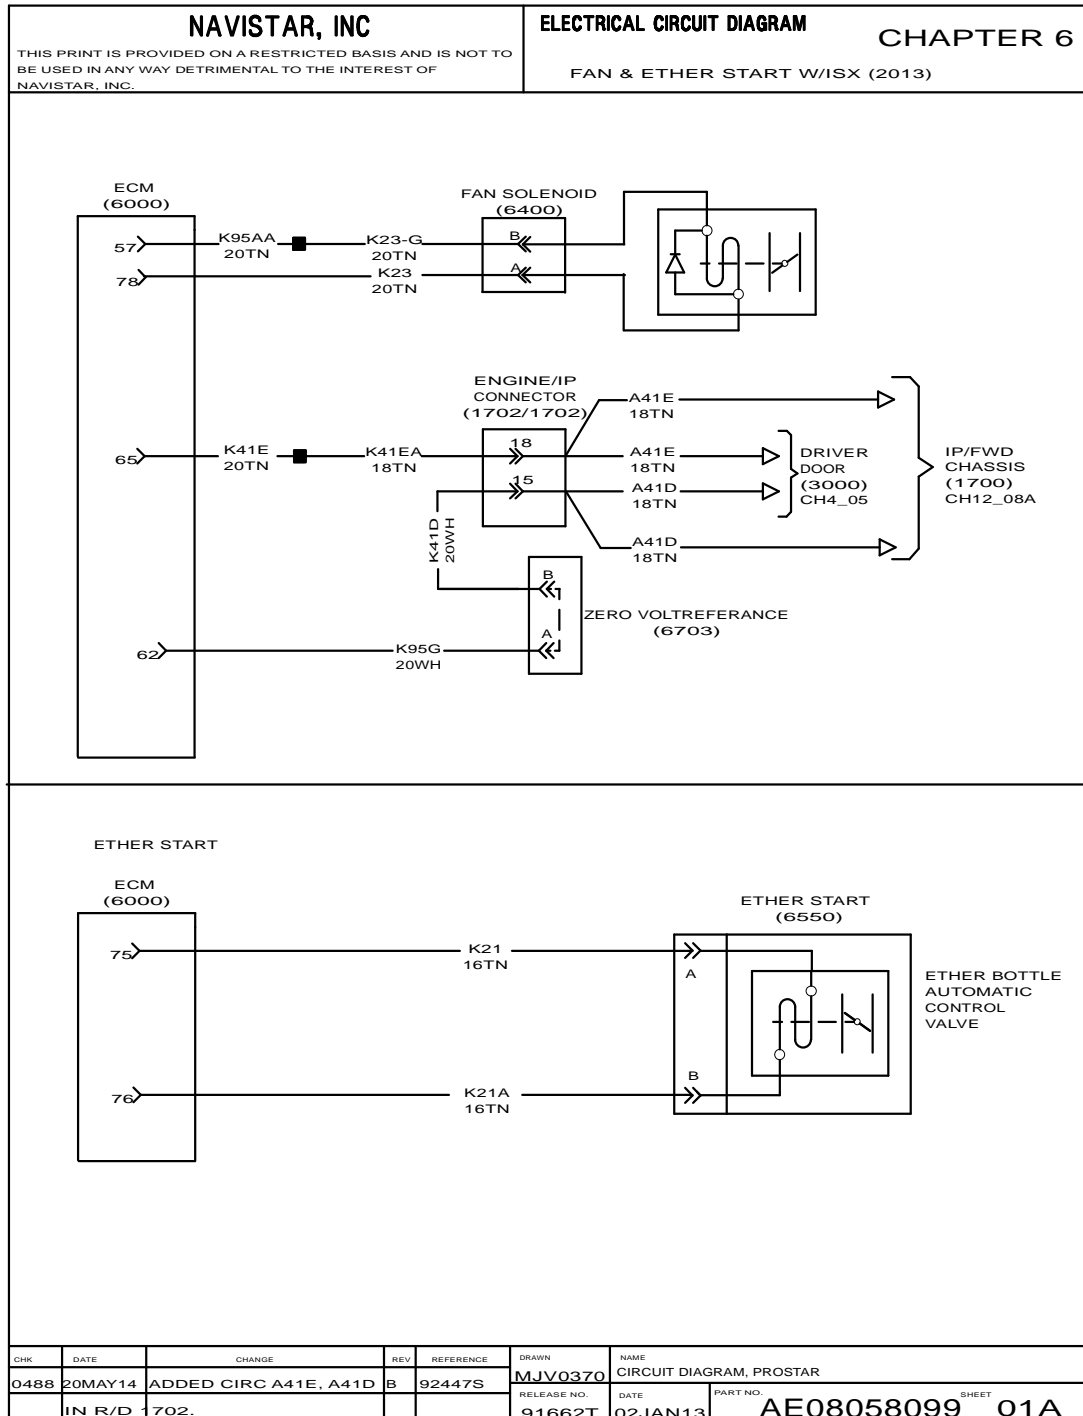 NAVISTAR, INC
THIS PRINT IS PROVIDED ON A RESTRICTED BASIS AND IS NOT TO
BE USED IN ANY WAY DETRIMENTAL TO THE INTEREST OF
NAVISTAR, INC.
ELECTRICAL CIRCUIT DIAGRAM
CHAPTER 6
FAN & ETHER START W/ISX (2013)
ECM
(6000)
FAN SOLENOID
(6400)
57
K95AA
20TN
K23-G
20TN
B
78
K23
20TN
A
ENGINE/IP
CONNECTOR
(1702/1702)
A41E
18TN
65
K41E
20TN
K41EA
18TN
18
A41E
18TN
15
A41D
18TN
DRIVER
DOOR
(3000)
CH4_05
IP/FWD
CHASSIS
(1700)
CH12_08A
K41D
20WH
A41D
18TN
B
ZERO VOLTREFERANCE
(6703)
62
K95G
20WH
A
ETHER START
ECM
(6000)
ETHER START
(6550)
75
K21
16TN
A
ETHER BOTTLE
AUTOMATIC
CONTROL
VALVE
76
K21A
16TN
B
CHK DATE CHANGE REV REFERENCE
0488 20MAY14 ADDED CIRC A41E, A41D B 92447S
IN R/D 1702.
DRAWN
MJV0370
NAME
CIRCUIT DIAGRAM, PROSTAR
RELEASE NO.
91662T
DATE
02JAN13
PART NO.
AE08058099
SHEET
01A